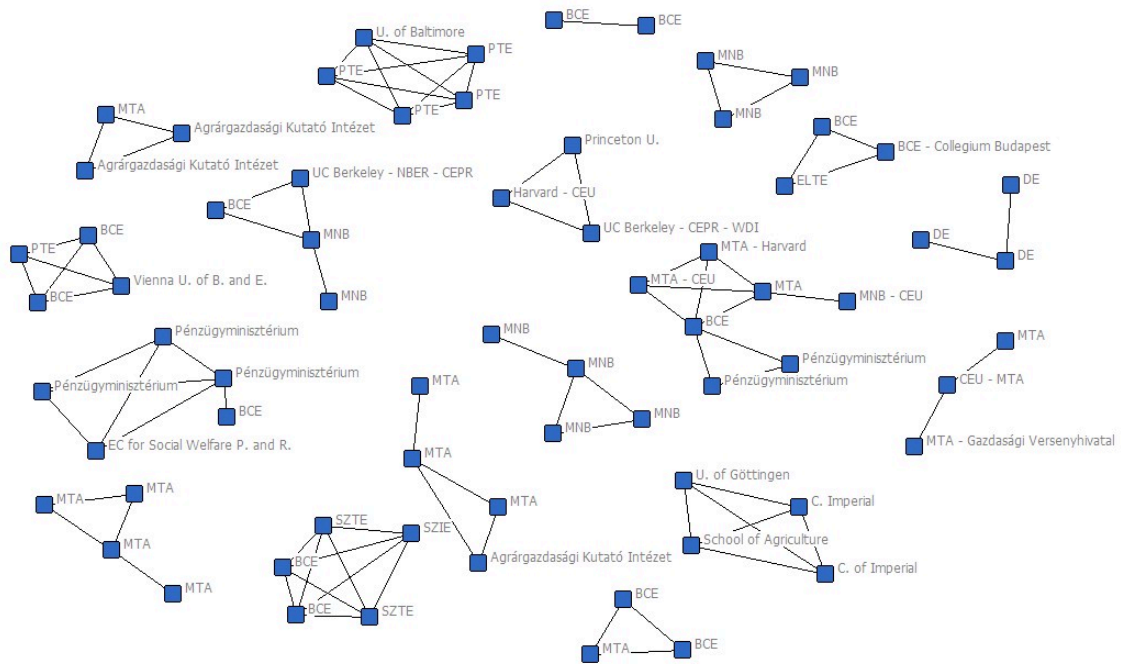 BCE
BCE
U. of Baltimore
PTE
PTE
PTE
PTE
MNB
MNB
MNB
MTA
Agrárgazdasági Kutató Intézet
Agrárgazdasági Kutató Intézet
BCE
BCE - Collegium Budapest
ELTE
Princeton U.
Harvard - CEU
UC Berkeley - CEPR - WDI
UC Berkeley - NBER - CEPR
BCE
MNB
MNB
DE
DE
DE
BCE
PTE
Vienna U. of B. and E.
BCE
MTA - Harvard
MTA - CEU
MTA
MNB - CEU
BCE
Pénzügyminisztérium
Pénzügyminisztérium
Pénzügyminisztérium
Pénzügyminisztérium
Pénzügyminisztérium
BCE
EC for Social Welfare P. and R.
MNB
MNB
MNB
MNB
MTA
CEU - MTA
MTA - Gazdasági Versenyhivatal
MTA
MTA
MTA
Agrárgazdasági Kutató Intézet
MTA
MTA
MTA
MTA
SZTE
SZIE
BCE
BCE
SZTE
U. of Göttingen
C. Imperial
School of Agriculture
C. of Imperial
BCE
MTA
BCE